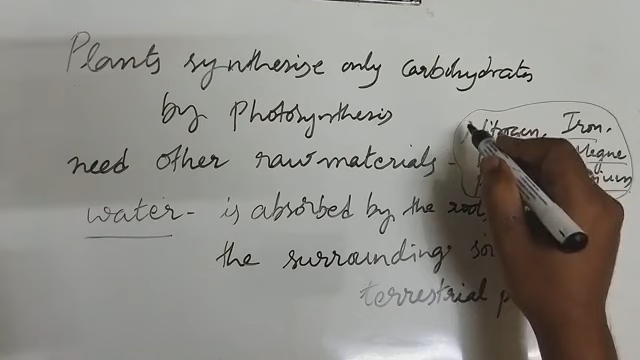 Plants synthesise only carbohydrates
by Photosynthesis
Nitrogen, Iron,
need other raw materials -
water - is absorbed by the root,
the surrounding
terrestrial